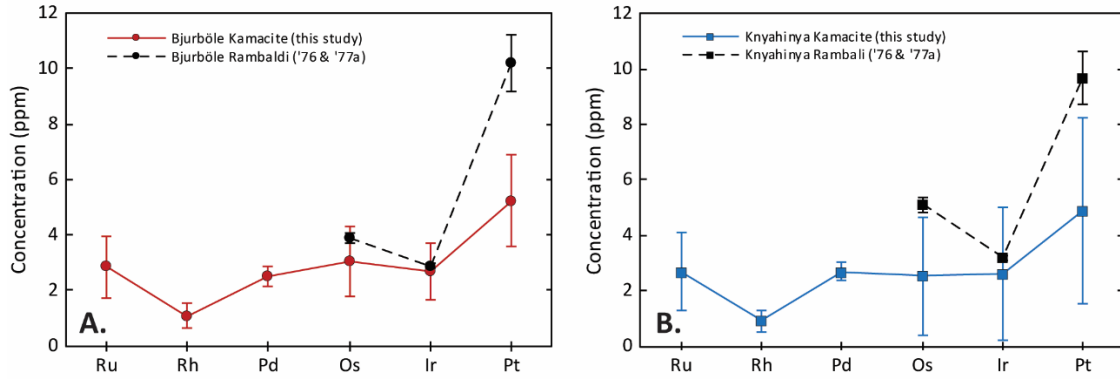 12
10
8
6
4
2
0
Concentration (ppm)
Bjurböle Kamacite (this study)
Bjurböle Rambaldi ('76 & '77a)
A.
Ru Rh Pd Os Ir Pt
12
10
8
6
4
2
0
Concentration (ppm)
Knyahinya Kamacite (this study)
Knyahinya Rambali ('76 & '77a)
B.
Ru Rh Pd Os Ir Pt